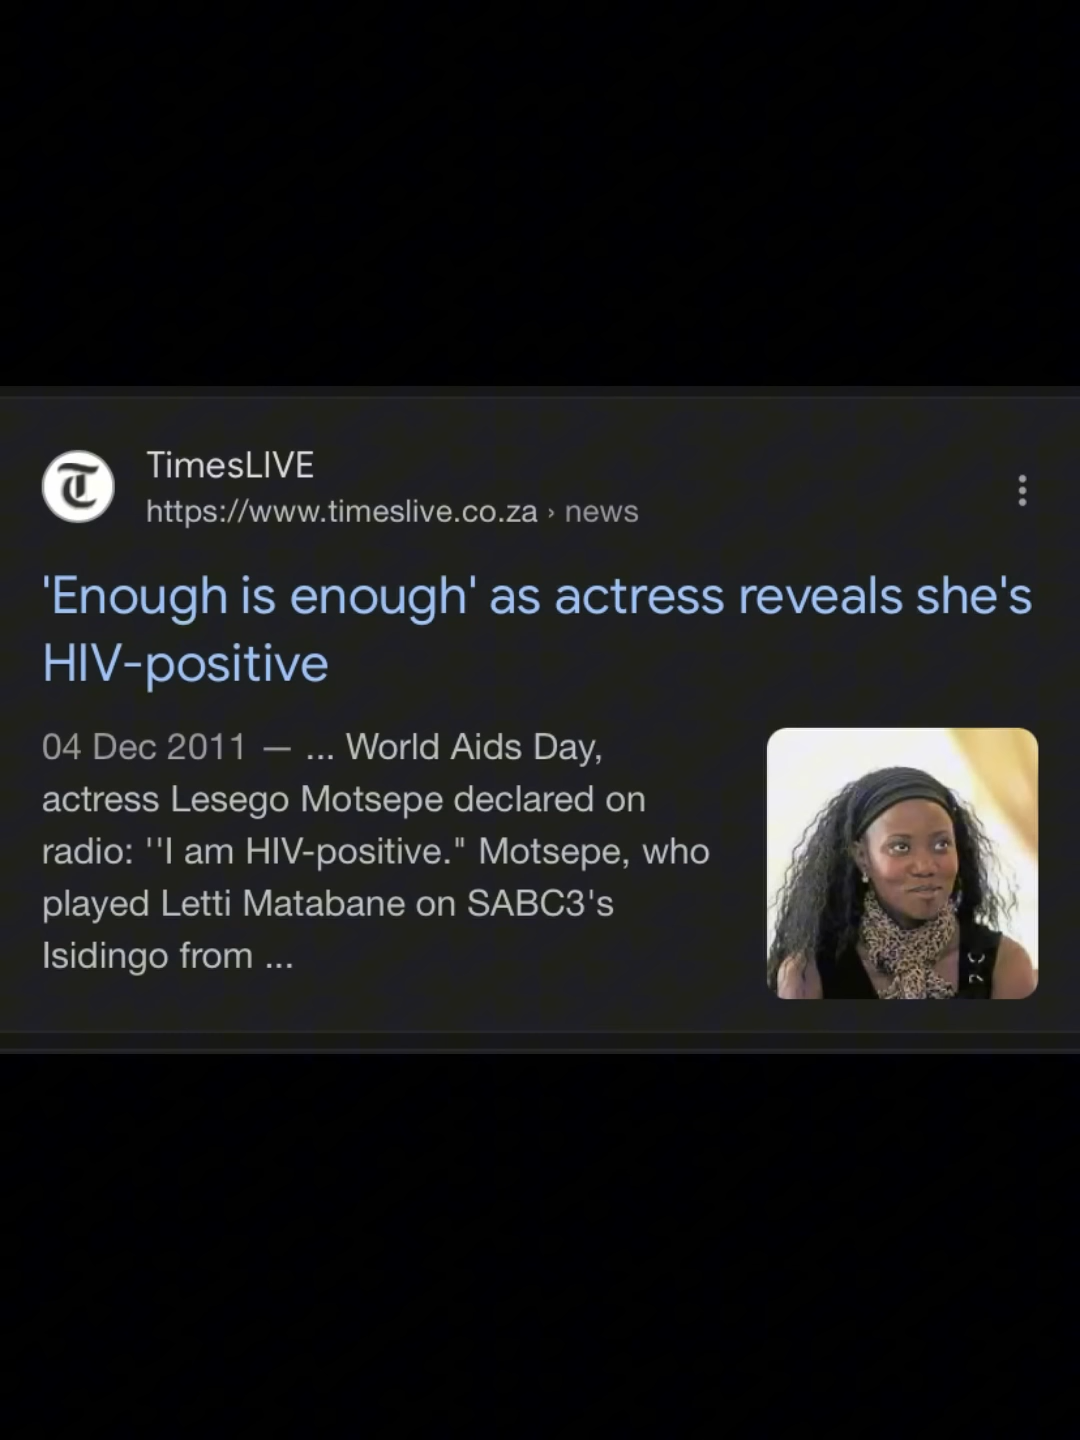 TimesLIVE
https://www.timeslive.co.za › news
'Enough is enough' as actress reveals she's
HIV-positive
04 Dec 2011 — ... World Aids Day,
actress Lesego Motsepe declared on
radio: ''I am HIV-positive." Motsepe, who
played Letti Matabane on SABC3's
Isidingo from ...